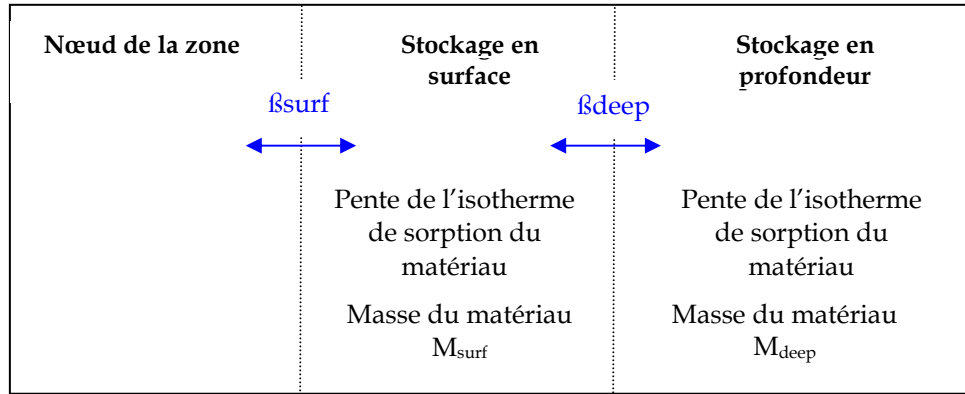 Nœud de la zone
Stockage en
surface
Stockage en
profondeur
ßsurf
ßdeep
Pente de l’isotherme
de sorption du
matériau
Masse du matériau
Msurf
Pente de l’isotherme
de sorption du
matériau
Masse du matériau
Mdeep